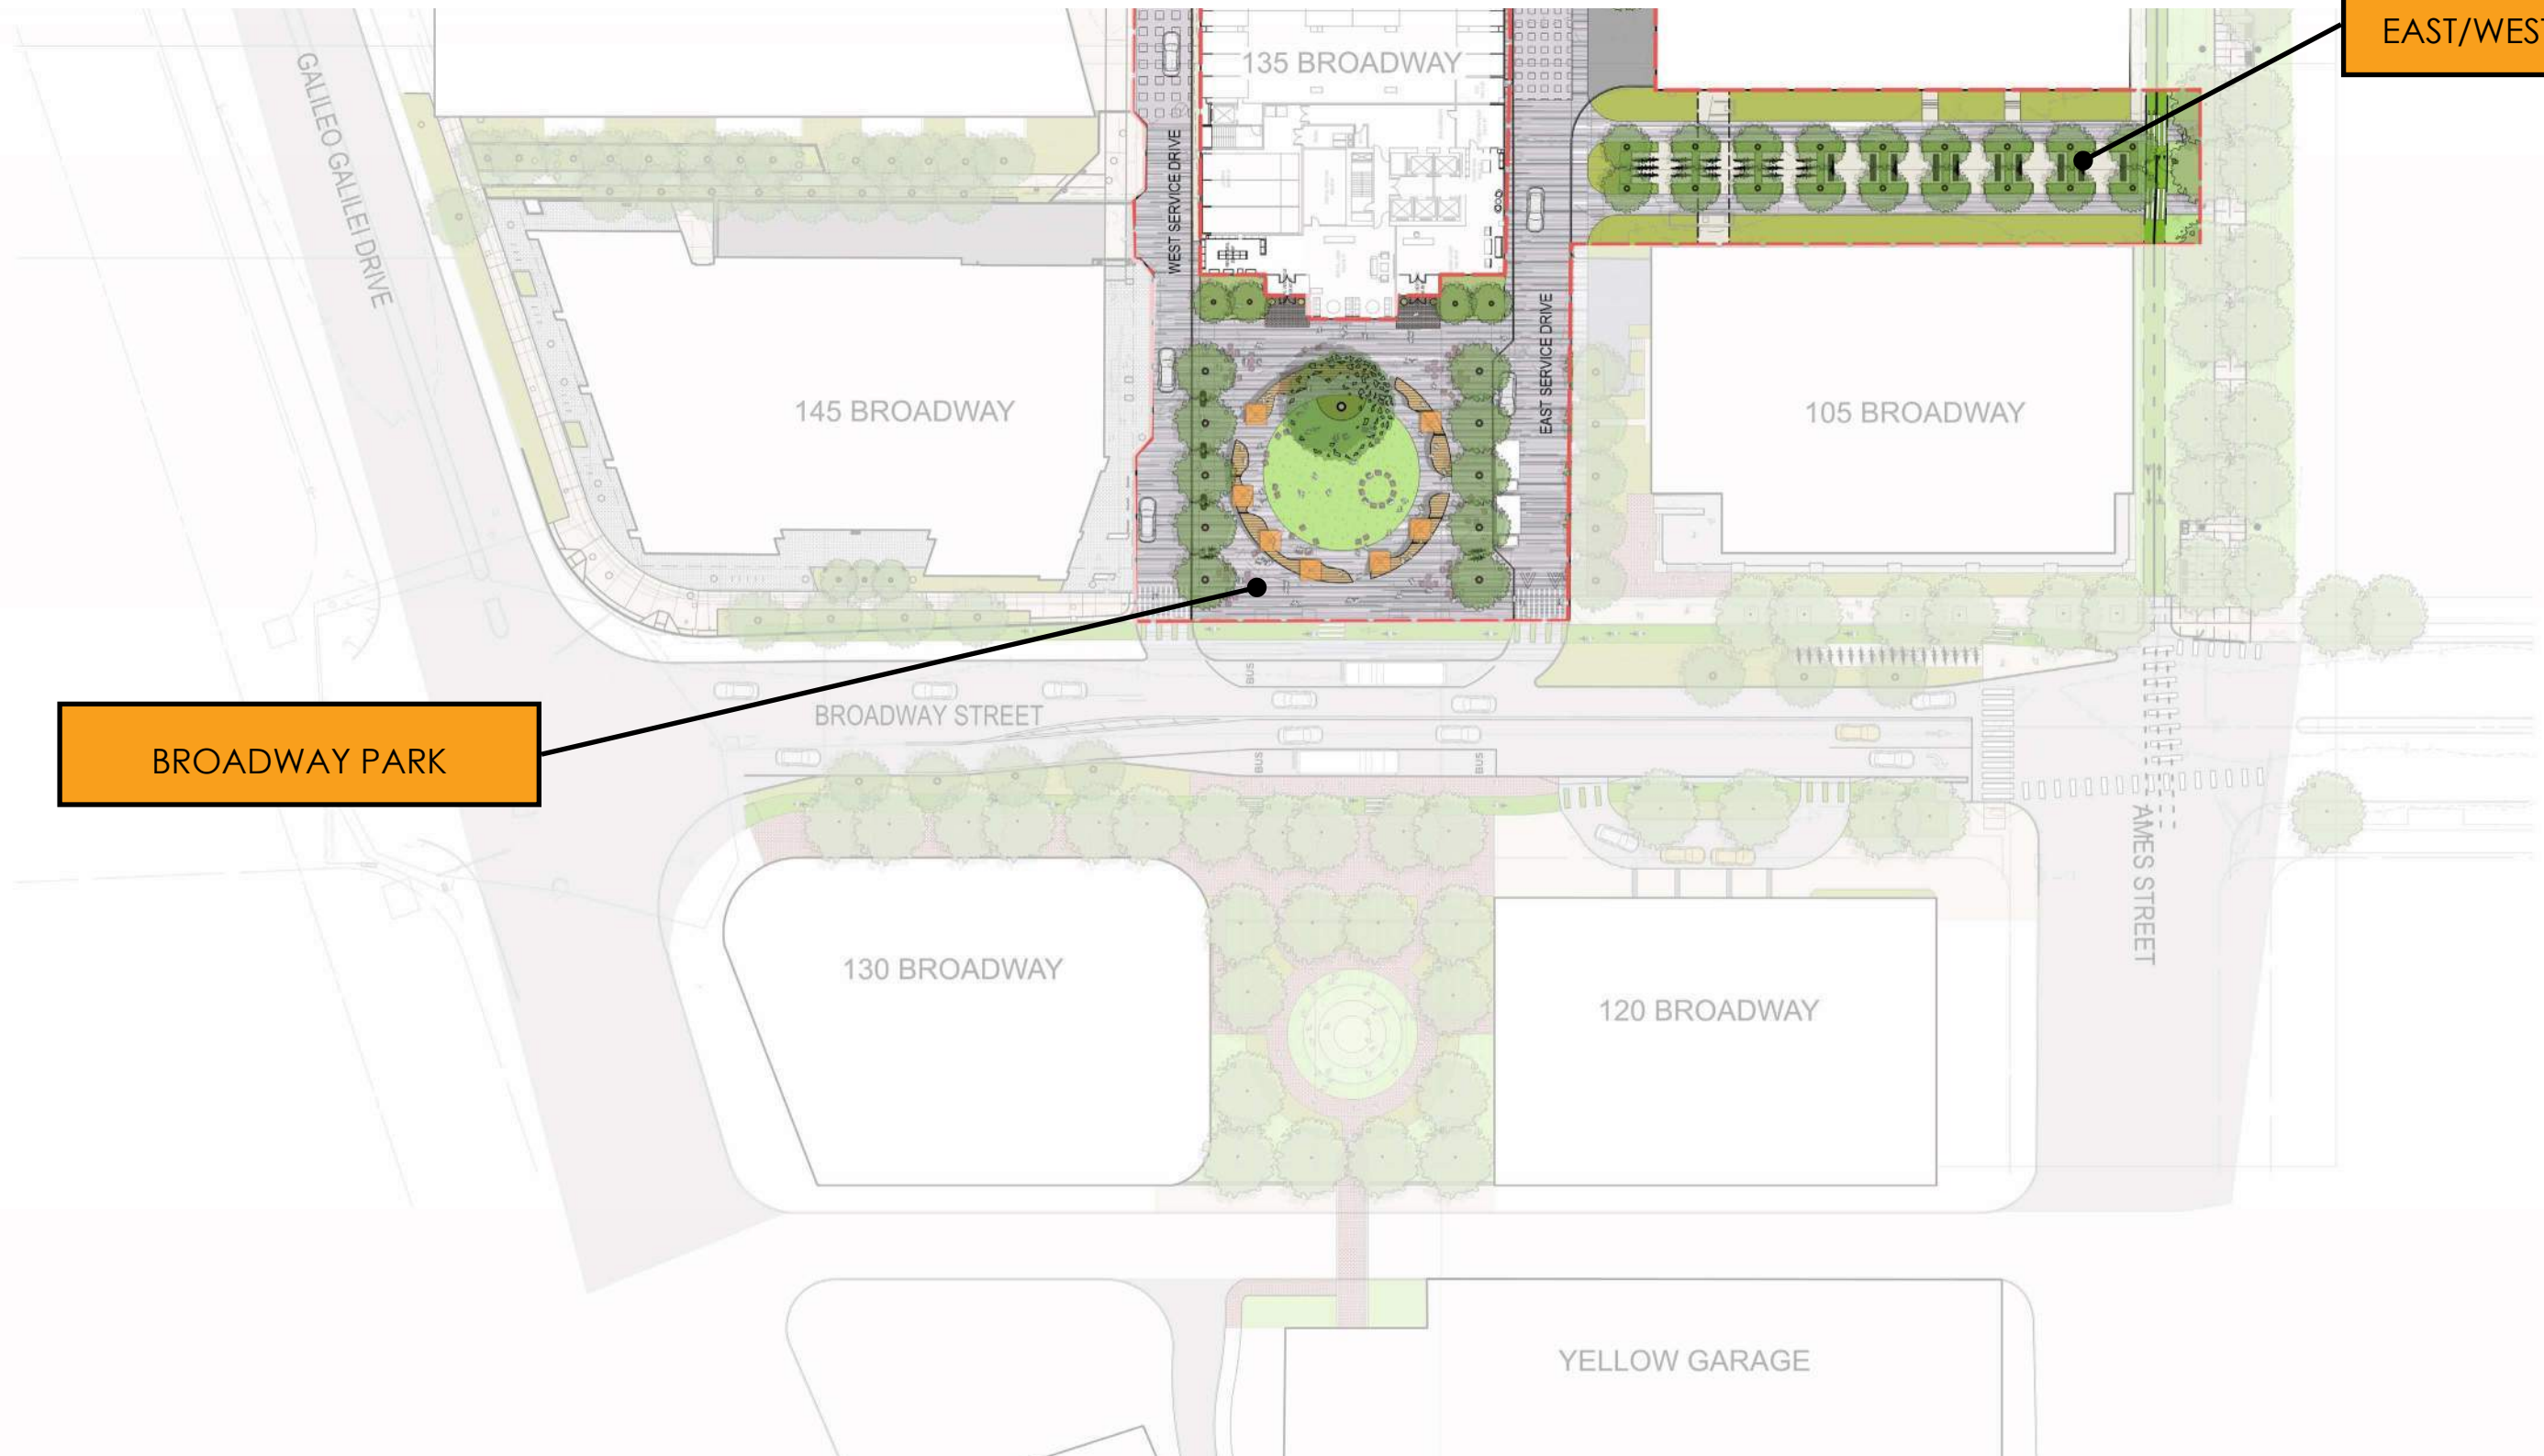 EAST/WES
135 BROADWAY
GALILEO GALILEI DRIVE
WEST SERVICE DRIVE
EAST SERVICE DRIVE
145 BROADWAY
105 BROADWAY
BUS
BROADWAY STREET
BROADWAY PARK
BUS
BUS
AMES STREET
130 BROADWAY
120 BROADWAY
YELLOW GARAGE